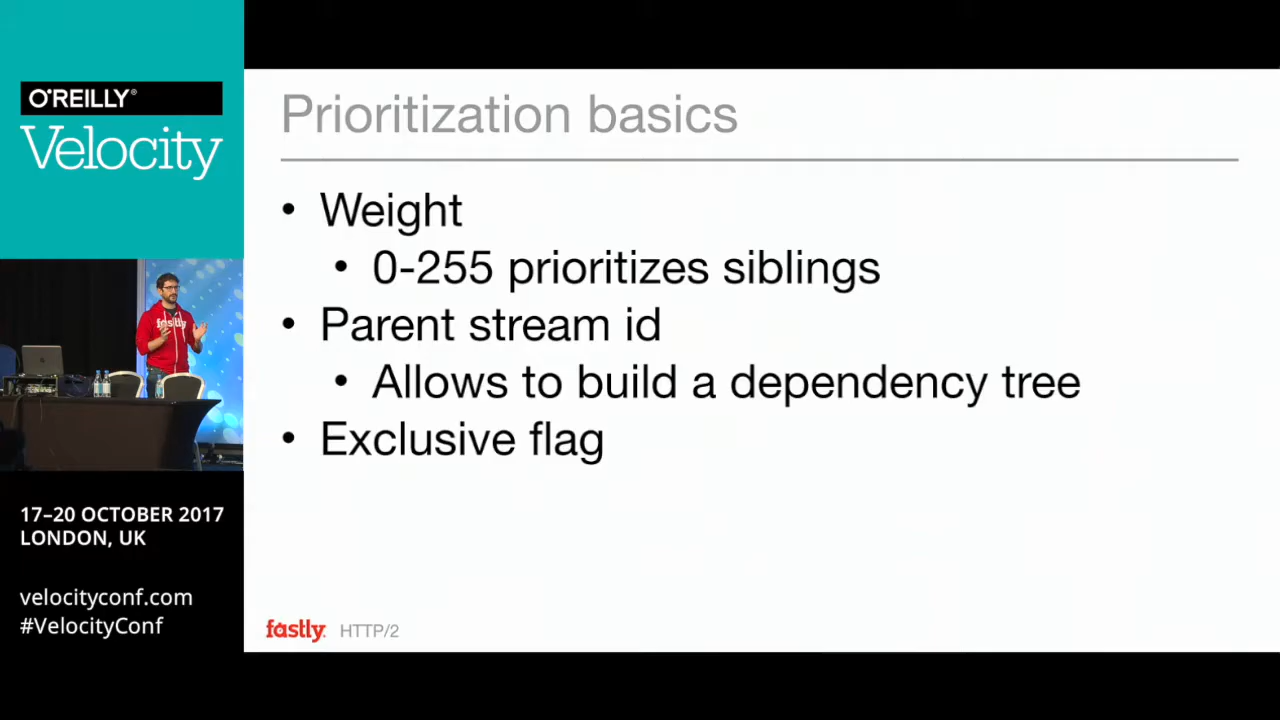 O'REILLY®
Velocity
Prioritization basics
• Weight
• 0-255 prioritizes siblings
• Parent stream id
• Allows to build a dependency tree
• Exclusive flag
fastly
17–20 OCTOBER 2017
LONDON, UK
velocityconf.com
#VelocityConf
fastly HTTP/2